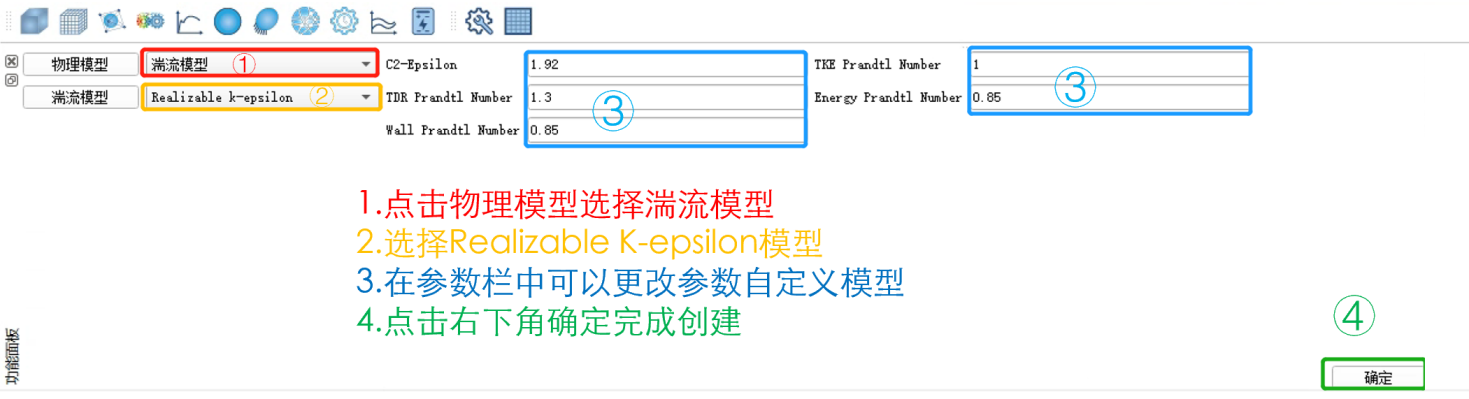 物理模型 湍流模型 ① C2-Epsilon 1.92 TKE Prandtl Number 1
湍流模型 Realizable k-epsilon ② TDR Prandtl Number 1.3 ③ Energy Prandtl Number 0.85 ③
Wall Prandtl Number 0.85
1.点击物理模型选择湍流模型
2.选择Realizable K-epsilon模型
3.在参数栏中可以更改参数自定义模型
4.点击右下角确定完成创建
④
功能面板
确定